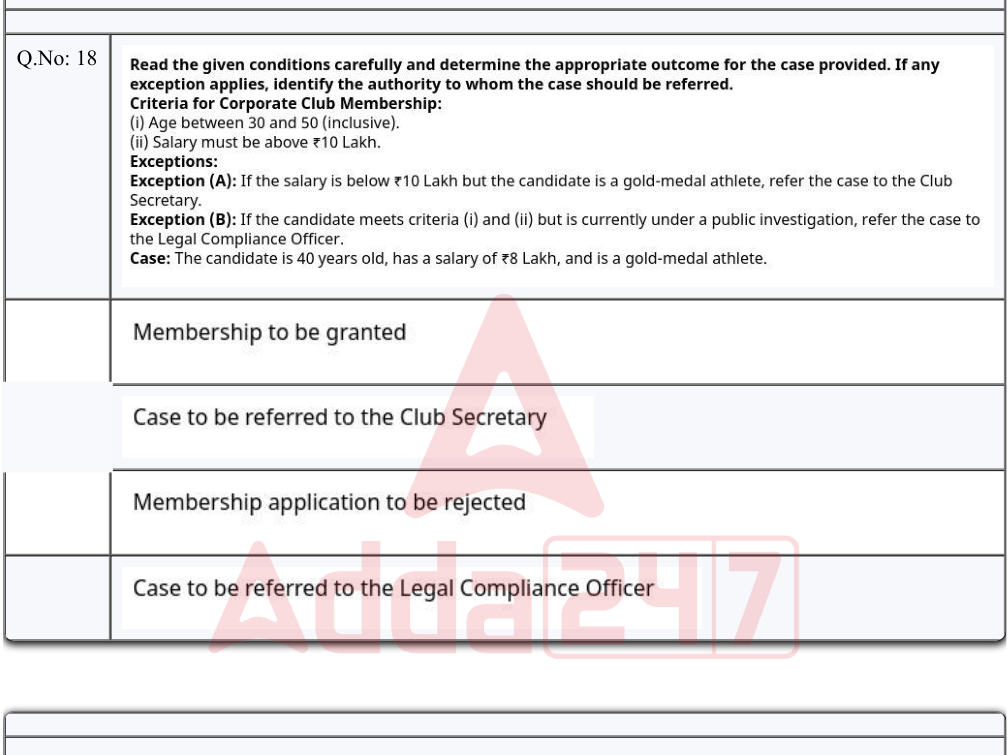 Q.No: 18
Read the given conditions carefully and determine the appropriate outcome for the case provided. If any
exception applies, identify the authority to whom the case should be referred.
Criteria for Corporate Club Membership:
(i) Age between 30 and 50 (inclusive).
(ii) Salary must be above ₹10 Lakh.
Exceptions:
Exception (A): If the salary is below ₹10 Lakh but the candidate is a gold-medal athlete, refer the case to the Club
Secretary.
Exception (B): If the candidate meets criteria (i) and (ii) but is currently under a public investigation, refer the case to
the Legal Compliance Officer.
Case: The candidate is 40 years old, has a salary of ₹8 Lakh, and is a gold-medal athlete.
Membership to be granted
Case to be referred to the Club Secretary
Membership application to be rejected
Case to be referred to the Legal Compliance Officer
Adda247